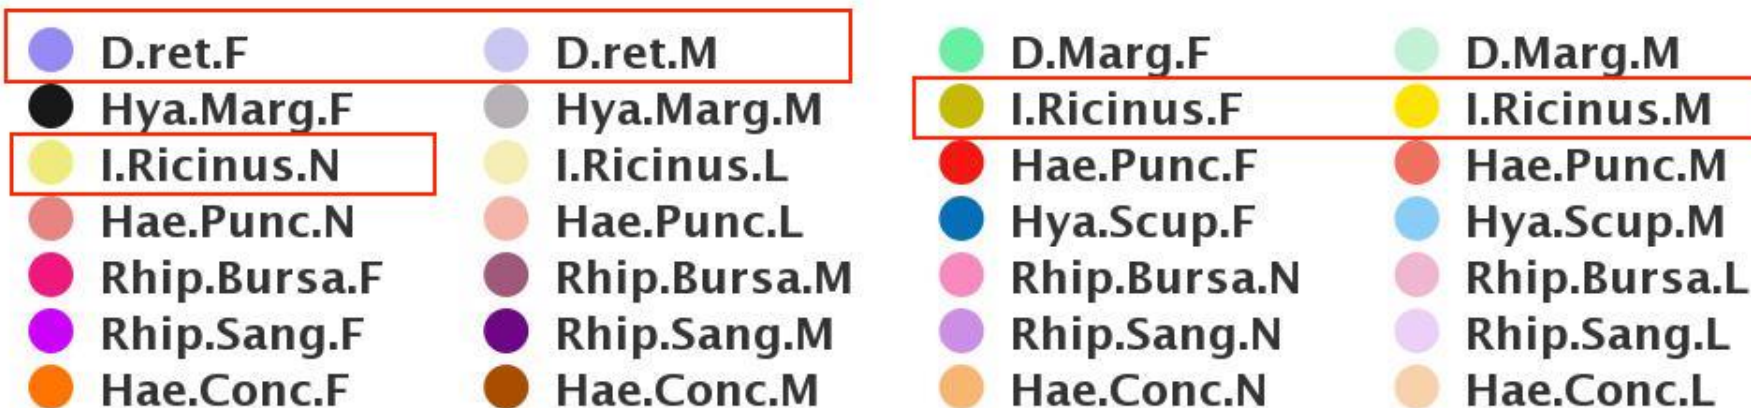 D.ret.F D.ret.M D.Marg.F D.Marg.M
Hya.Marg.F Hya.Marg.M I.Ricinus.F I.Ricinus.M
I.Ricinus.N I.Ricinus.L Hae.Punc.F Hae.Punc.M
Hae.Punc.N Hae.Punc.L Hya.Scup.F Hya.Scup.M
Rhip.Bursa.F Rhip.Bursa.M Rhip.Bursa.N Rhip.Bursa.L
Rhip.Sang.F Rhip.Sang.M Rhip.Sang.N Rhip.Sang.L
Hae.Conc.F Hae.Conc.M Hae.Conc.N Hae.Conc.L